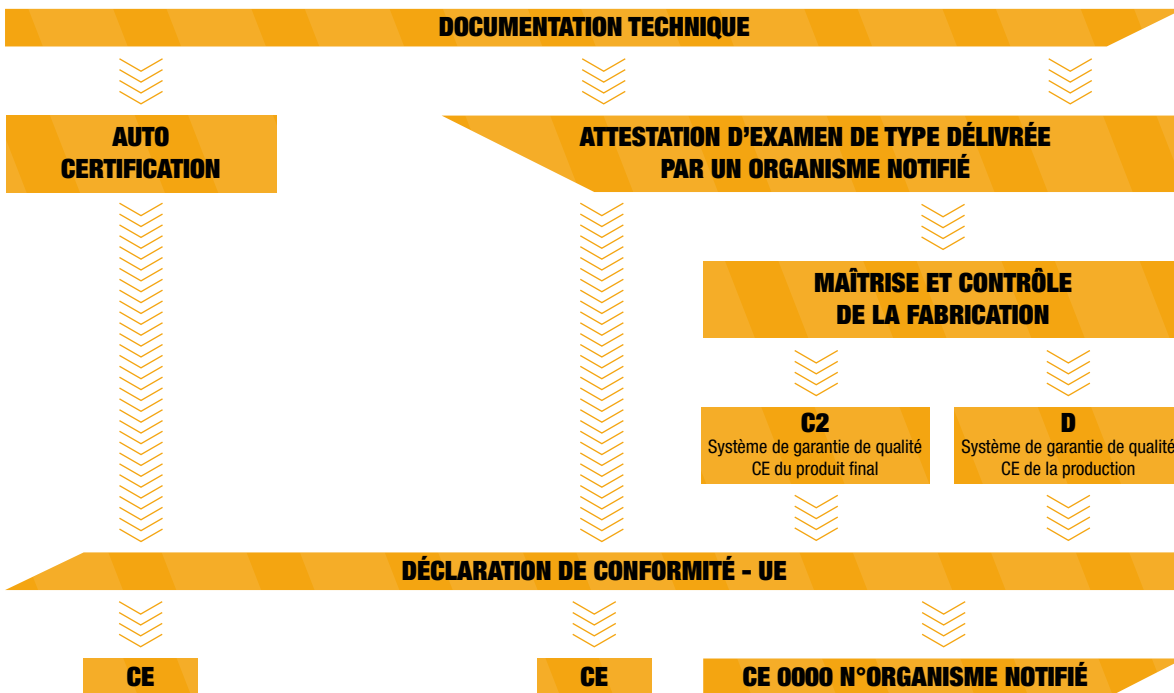 DOCUMENTATION TECHNIQUE
AUTO
CERTIFICATION
ATTESTATION D'EXAMEN DE TYPE DÉLIVRÉE
PAR UN ORGANISME NOTIFIÉ
MAÎTRISE ET CONTRÔLE
DE LA FABRICATION
C2
Système de garantie de qualité
CE du produit final
D
Système de garantie de qualité
CE de la production
DÉCLARATION DE CONFORMITÉ - UE
CE
CE
CE 0000 N°ORGANISME NOTIFIÉ